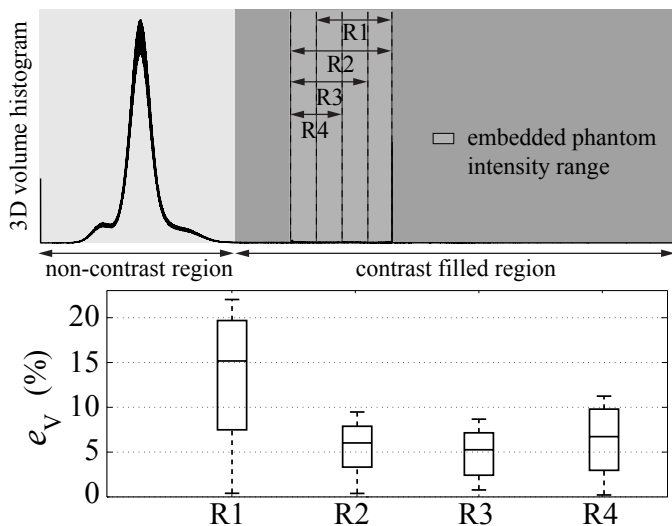 3D volume histogram
R1
R2
R3
R4
embedded phantom
intensity range
non-contrast region
contrast filled region
e_V (%)
20
15
10
5
0
R1 R2 R3 R4